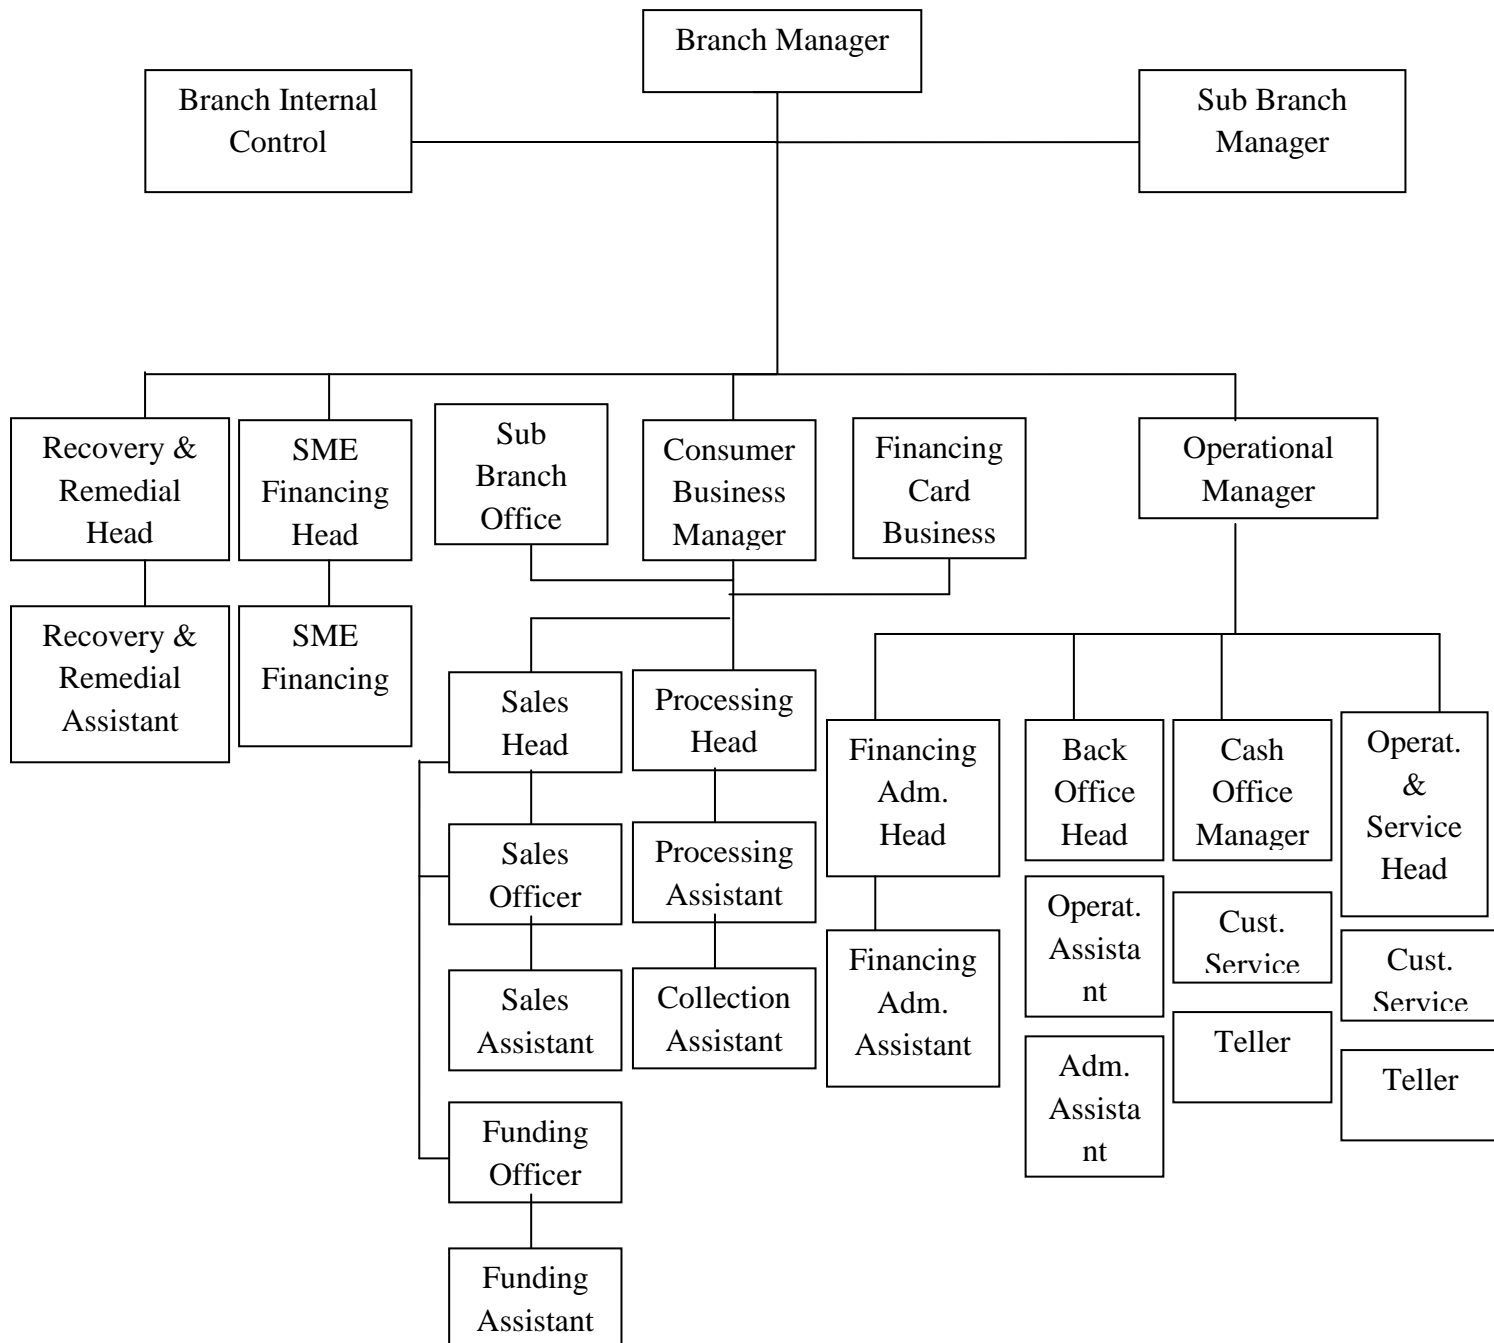 Branch Manager
Branch Internal
Control
Sub Branch
Manager
Recovery &
Remedial
Head
SME
Financing
Head
Sub
Branch
Office
Consumer
Business
Manager
Financing
Card
Business
Operational
Manager
Recovery &
Remedial
Assistant
SME
Financing
Sales
Head
Processing
Head
Financing
Adm.
Head
Back
Office
Head
Cash
Office
Manager
Operat.
&
Service
Head
Sales
Officer
Processing
Assistant
Financing
Adm.
Assistant
Operat.
Assista
nt
Cust.
Service
Cust.
Service
Sales
Assistant
Collection
Assistant
Adm.
Assista
nt
Teller
Teller
Funding
Officer
Funding
Assistant